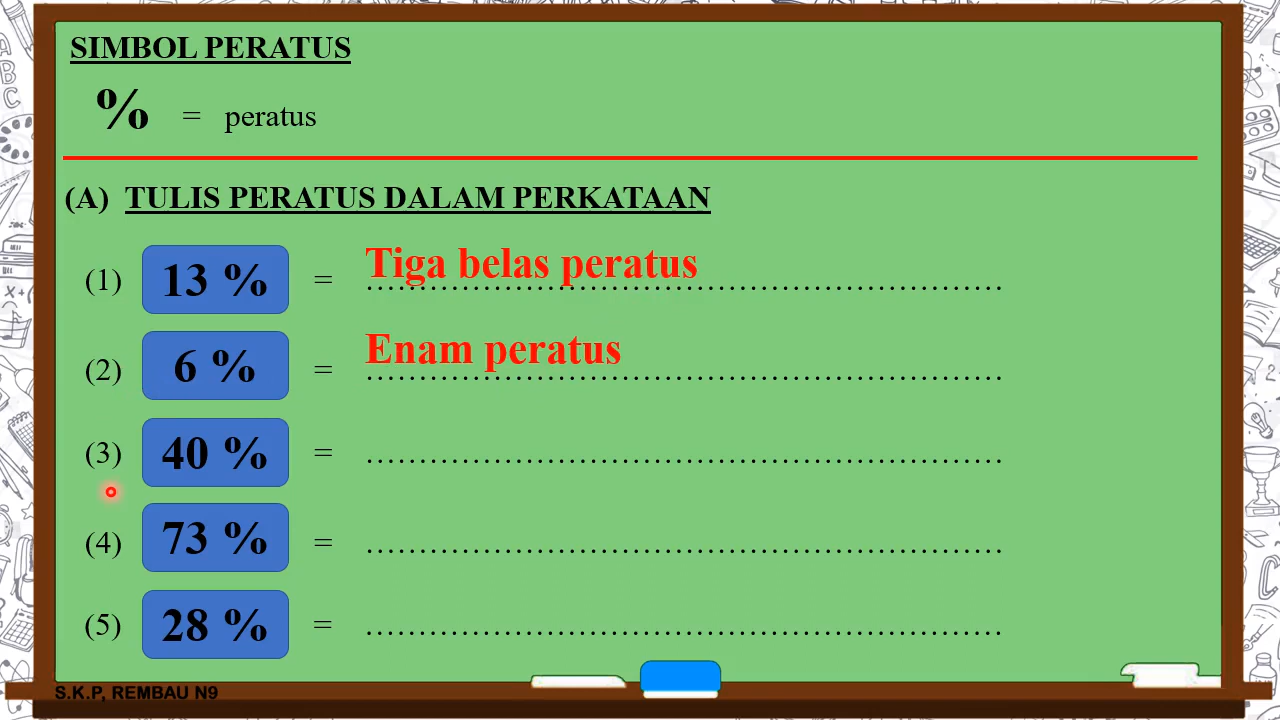 SIMBOL PERATUS
% = peratus
(A) TULIS PERATUS DALAM PERKATAAN
(1) 13 % = Tiga belas peratus
(2) 6 % = Enam peratus
(3) 40 % = ....................................................
(4) 73 % = ....................................................
(5) 28 % = ....................................................
S.K.P, REMBAU N9